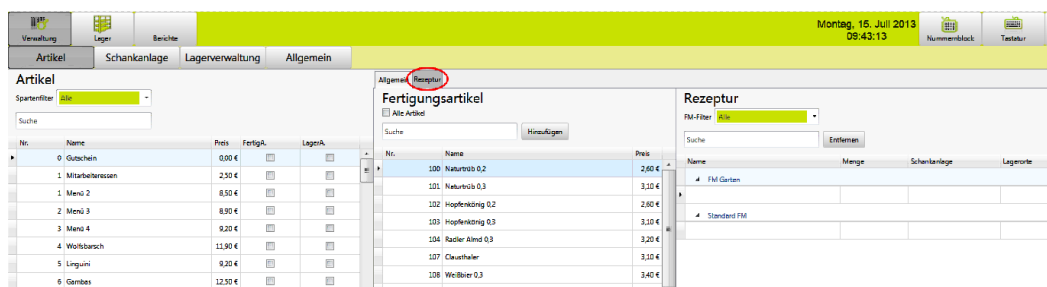 Montag, 15. Juli 2013
09:43:13
Verwaltung Lager Berichte Nummernblock Tastatur
Artikel Schankanlage Lagerverwaltung Allgemein
Artikel
Spartenfilter Alle
Suche
Nr. Name Preis FertigA. LagerA.
0 Gutschein 0,00 €
1 Mitarbeiteressen 2,50 €
1 Menü 2 8,50 €
2 Menü 3 8,90 €
3 Menü 4 9,20 €
4 Wolfsbarsch 11,90 €
5 Linguini 9,20 €
6 Gambas 12,50 €
Allgemein Rezeptur
Fertigungsartikel
Alle Artikel
Suche Hinzufügen
Nr. Name Preis
100 Naturtrüb 0,2 2,60 €
101 Naturtrüb 0,3 3,10 €
102 Hopfenkönig 0,2 2,60 €
103 Hopfenkönig 0,3 3,10 €
104 Radler Almd 0,3 3,20 €
107 Clausthaler 3,10 €
108 Weißbier 0,3 3,40 €
Rezeptur
FM-Filter Alle
Suche Entfernen
Name Menge Schankanlage Lagerorte
FM Garten
Standard FM